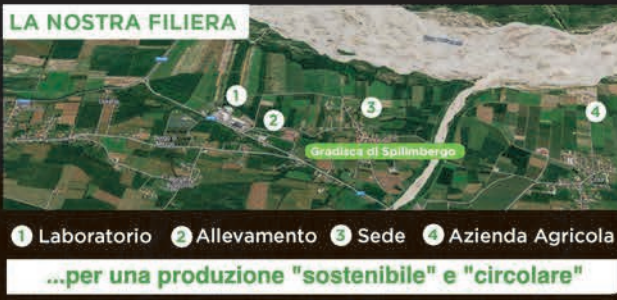 LA NOSTRA FILIERA
1
2
3
4
Gradisca di Spilimbergo
1 Laboratorio 2 Allevamento 3 Sede 4 Azienda Agricola
...per una produzione "sostenibile" e "circolare"